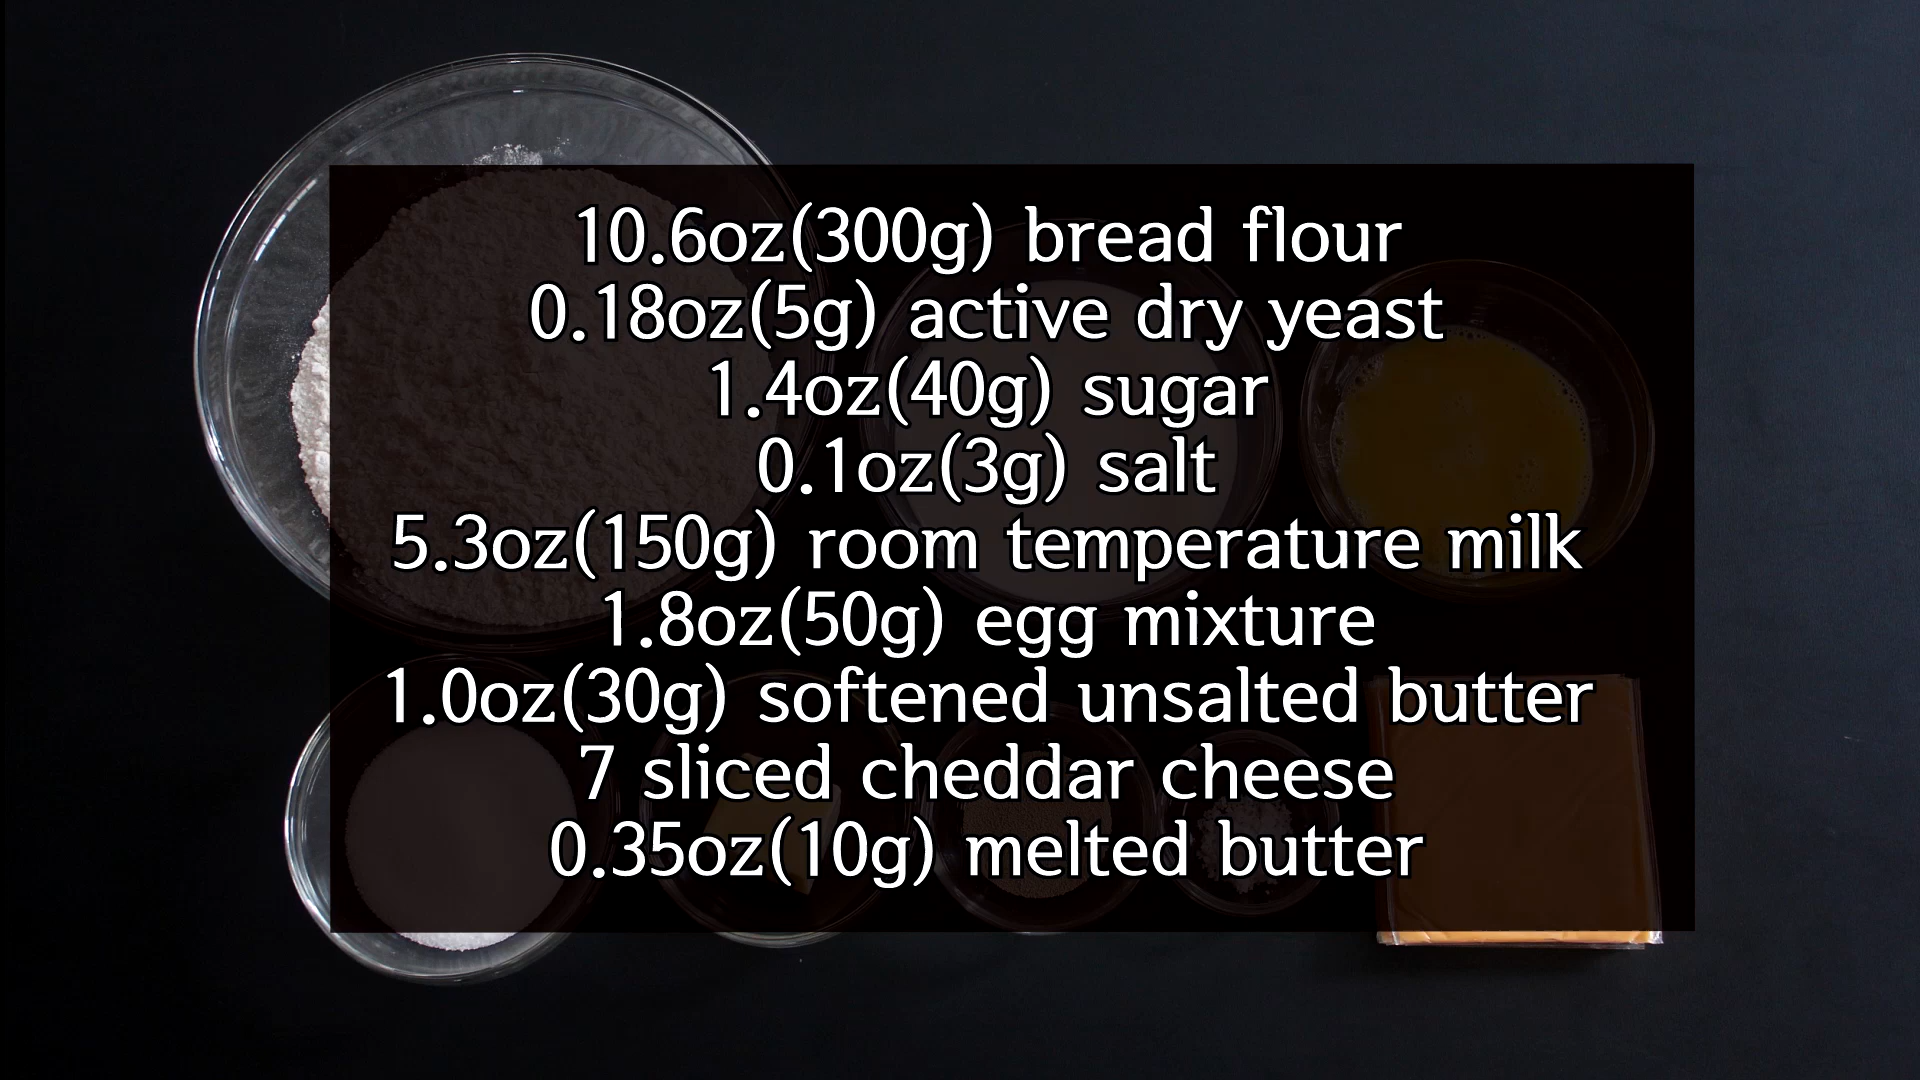 10.6oz(300g) bread flour
0.18oz(5g) active dry yeast
1.4oz(40g) sugar
0.1oz(3g) salt
5.3oz(150g) room temperature milk
1.8oz(50g) egg mixture
1.0oz(30g) softened unsalted butter
7 sliced cheddar cheese
0.35oz(10g) melted butter